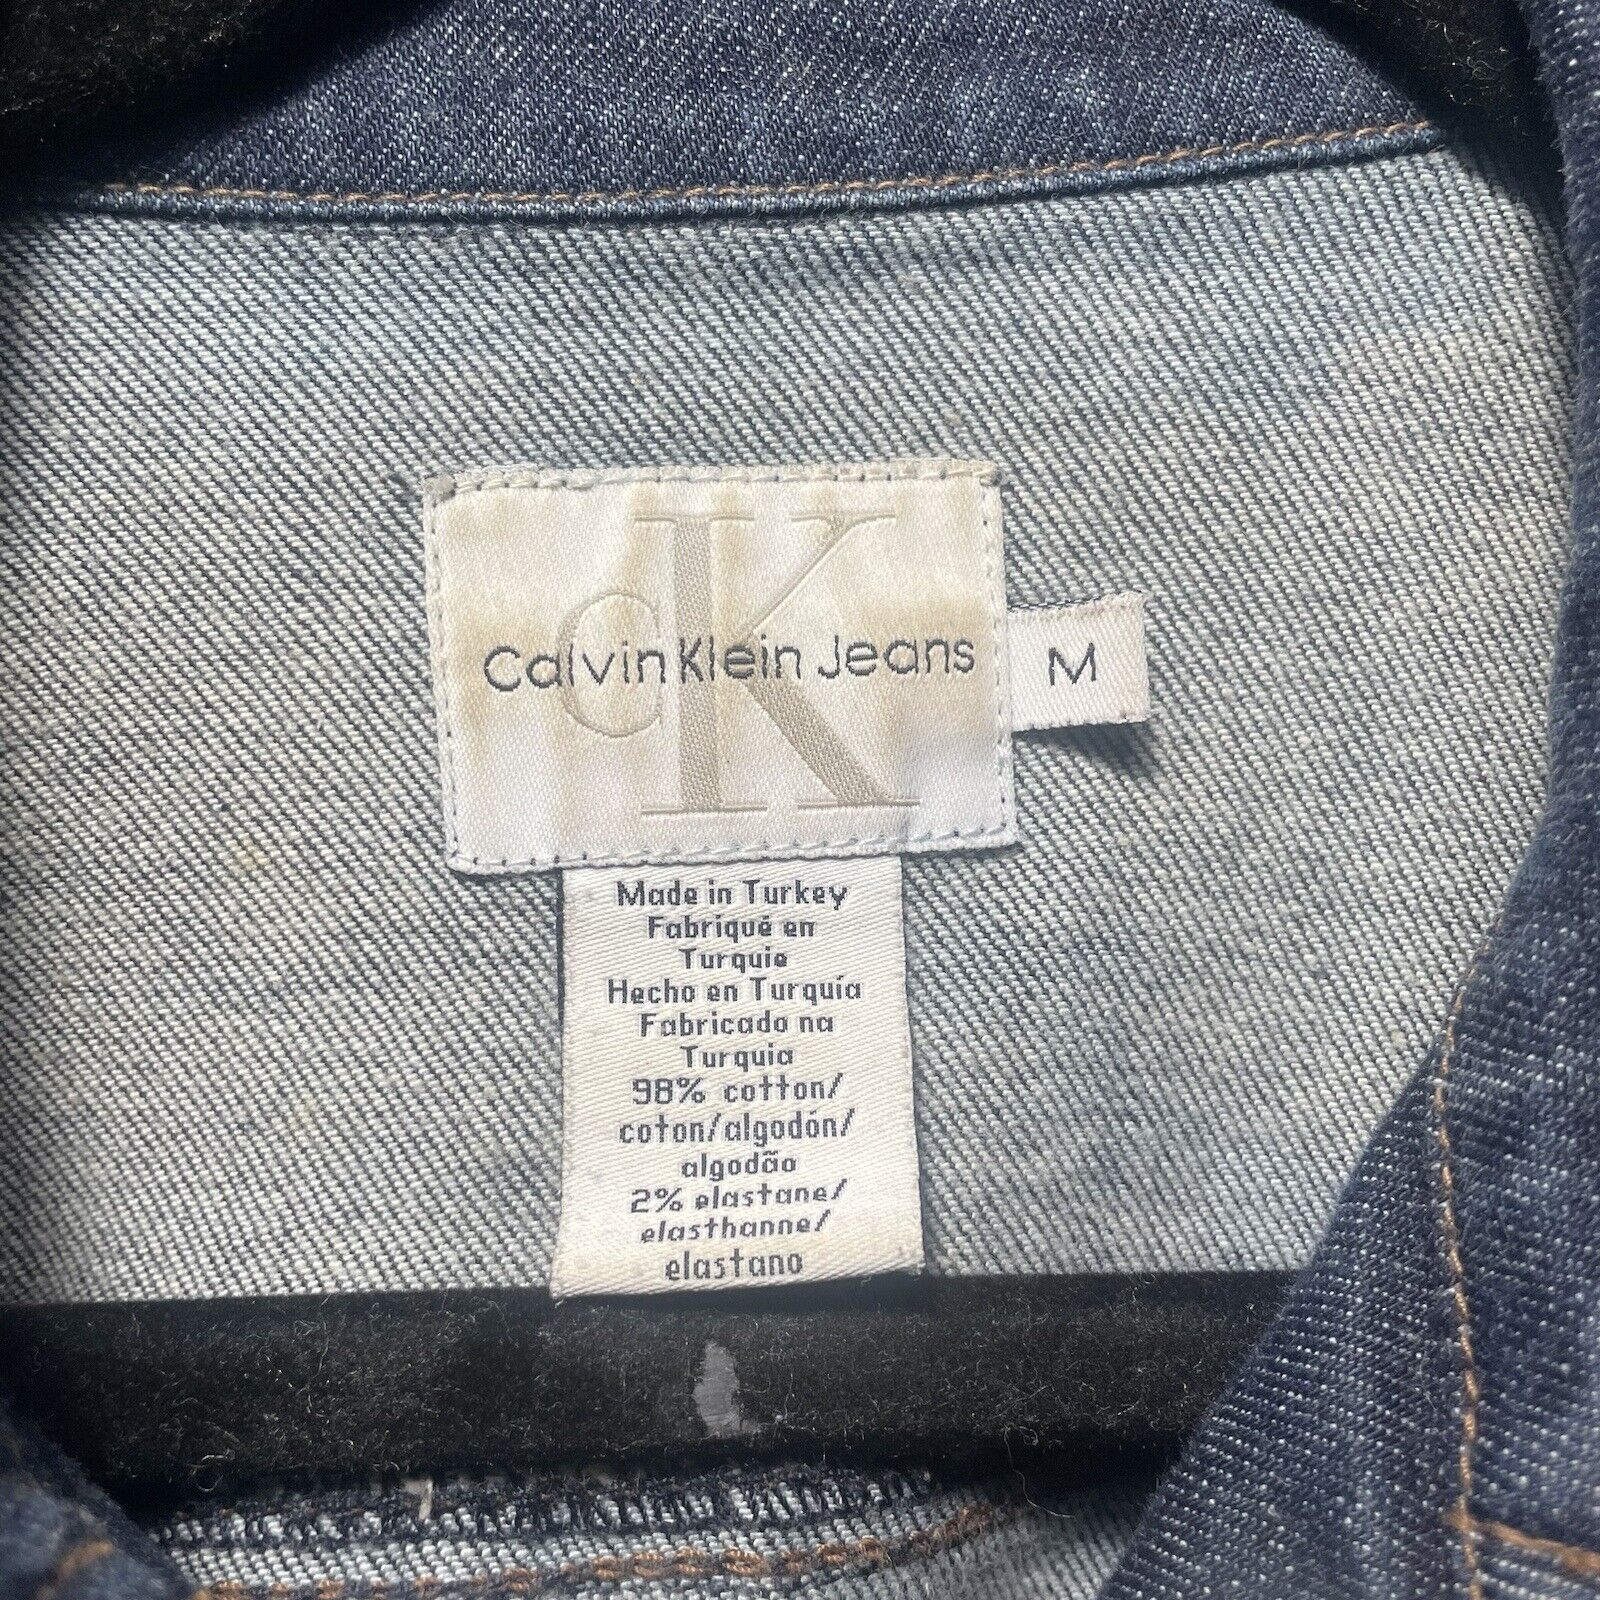 CK
Calvin Klein Jeans
M
Made in Turkey
Fabriqué en
Turquie
Hecho en Turquía
Fabricado na
Turquia
98% cotton/
coton/algodón/
algodão
2% elastane/
elasthanne/
elastano